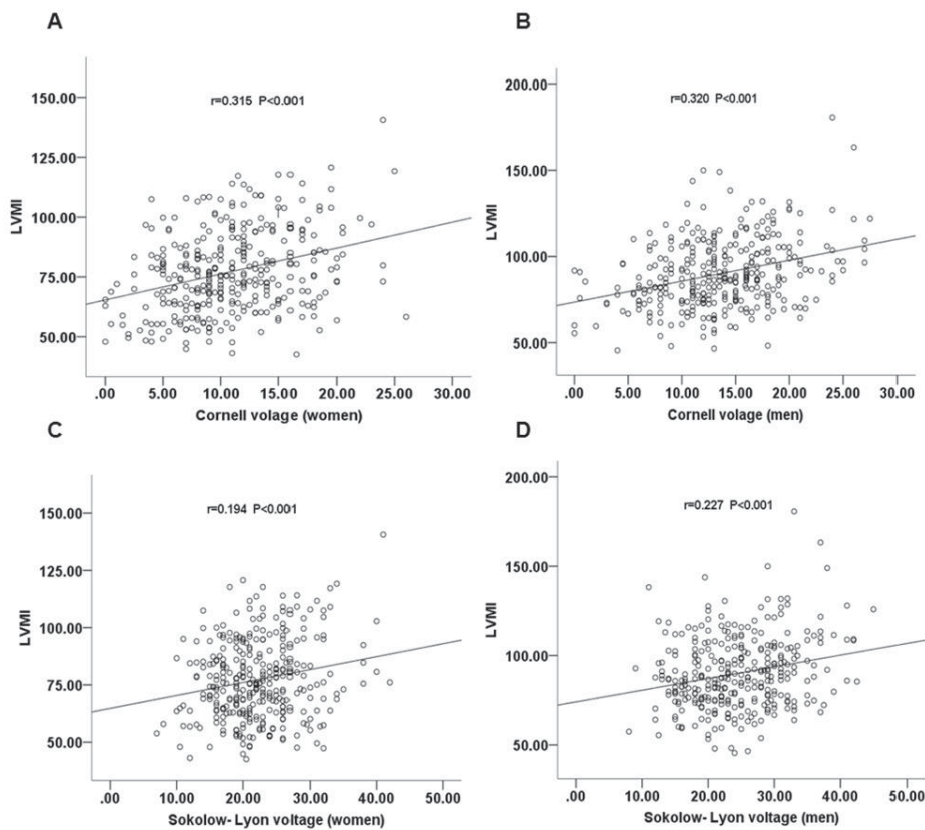 A
r=0.315 P<0.001
150.00
125.00
100.00
75.00
50.00
LVMI
.00 5.00 10.00 15.00 20.00 25.00 30.00
Cornell volage (women)
B
r=0.320 P<0.001
200.00
150.00
100.00
50.00
LVMI
.00 5.00 10.00 15.00 20.00 25.00 30.00
Cornell volage (men)
C
r=0.194 P<0.001
150.00
125.00
100.00
75.00
50.00
LVMI
.00 10.00 20.00 30.00 40.00 50.00
Sokolow- Lyon voltage (women)
D
r=0.227 P<0.001
200.00
150.00
100.00
50.00
LVMI
.00 10.00 20.00 30.00 40.00 50.00
Sokolow- Lyon voltage (men)